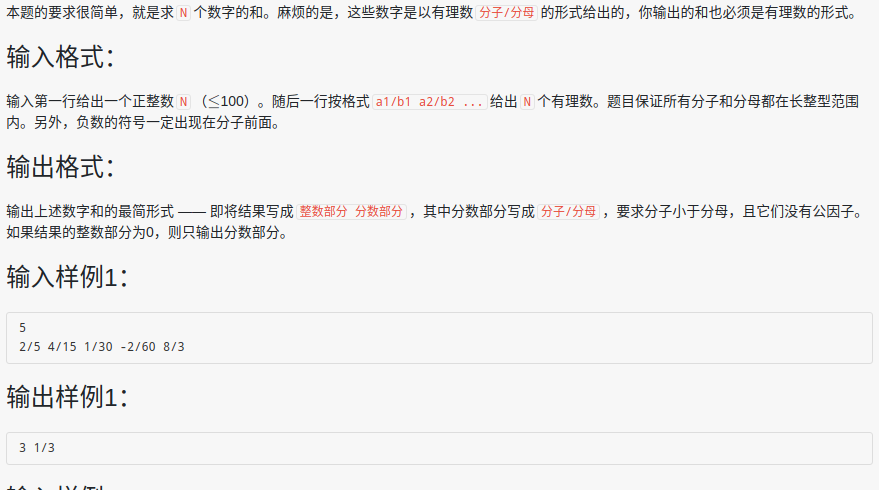 本题的要求很简单，就是求 N 个数字的和。麻烦的是，这些数字是以有理数 分子/分母 的形式给出的，你输出的和也必须是有理数的形式。
输入格式：
输入第一行给出一个正整数 N （≤100）。随后一行按格式 a1/b1 a2/b2 ... 给出 N 个有理数。题目保证所有分子和分母都在长整型范围
内。另外，负数的符号一定出现在分子前面。
输出格式：
输出上述数字和的最简形式 —— 即将结果写成 整数部分 分数部分 ，其中分数部分写成 分子/分母 ，要求分子小于分母，且它们没有公因子。
如果结果的整数部分为0，则只输出分数部分。
输入样例1：
5
2/5 4/15 1/30 -2/60 8/3
输出样例1：
3 1/3